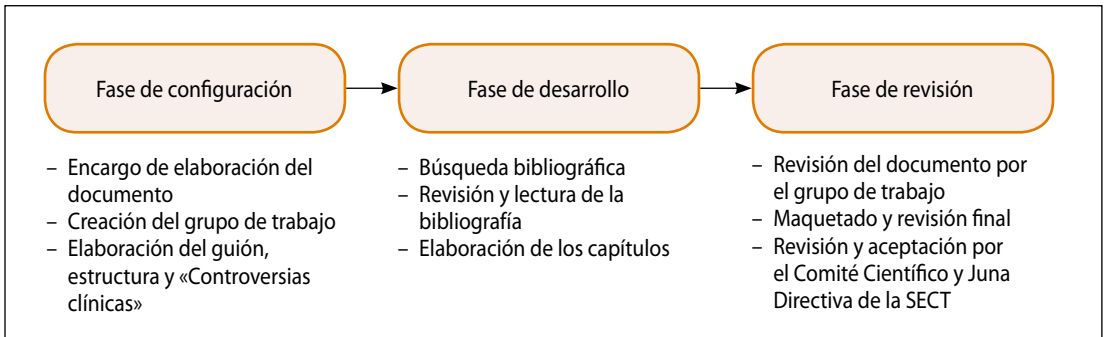 Fase de configuración
– Encargo de elaboración del
documento
– Creación del grupo de trabajo
– Elaboración del guión,
estructura y «Controversias
clínicas»
Fase de desarrollo
– Búsqueda bibliográfica
– Revisión y lectura de la
bibliografía
– Elaboración de los capítulos
Fase de revisión
– Revisión del documento por
el grupo de trabajo
– Maquetado y revisión final
– Revisión y aceptación por
el Comité Científico y Juna
Directiva de la SECT